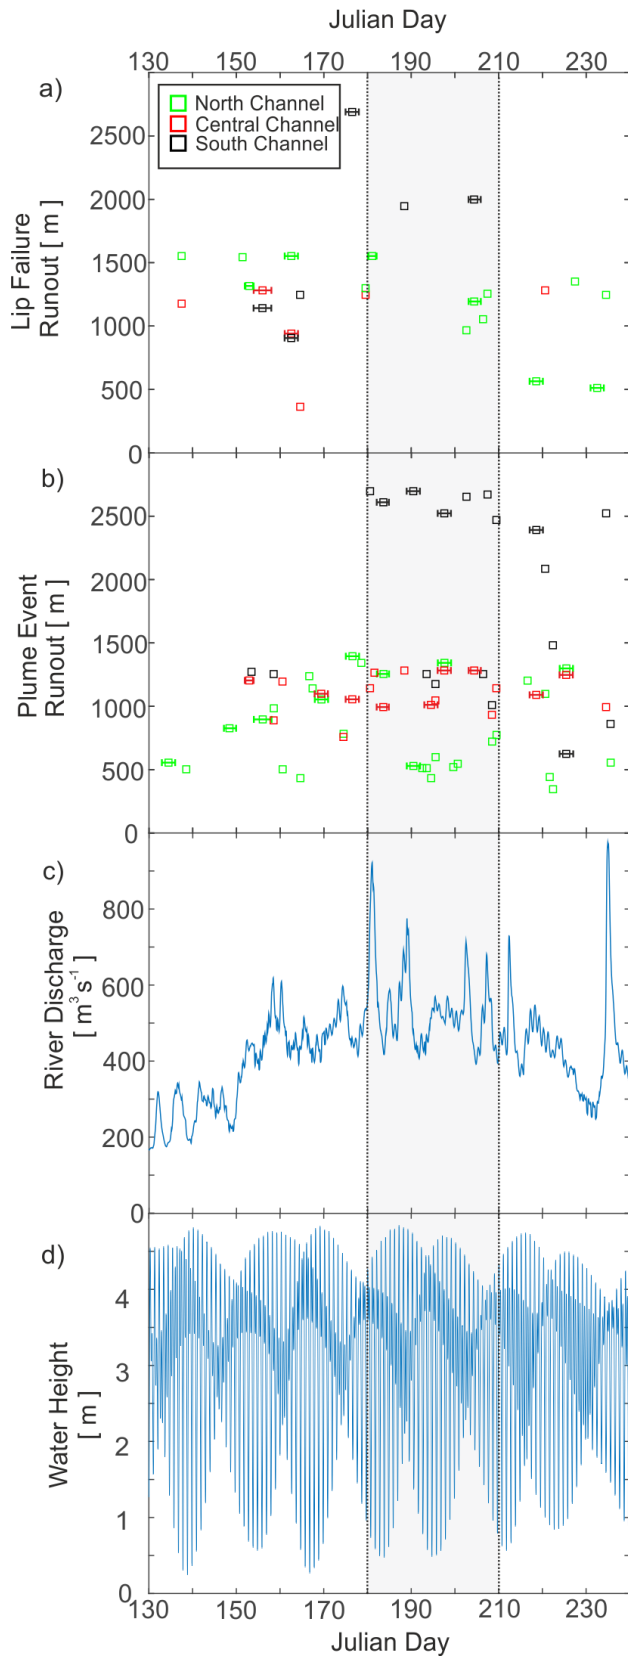 Julian Day
130 150 170 190 210 230
a)
North Channel
Central Channel
South Channel
Lip Failure
Runout [ m ]
2500
2000
1500
1000
500
0
b)
Plume Event
Runout [ m ]
2500
2000
1500
1000
500
0
c)
River Discharge
[ m³ s⁻¹ ]
800
600
400
200
0
d)
Water Height
[ m ]
4
3
2
1
0
130 150 170 190 210 230
Julian Day